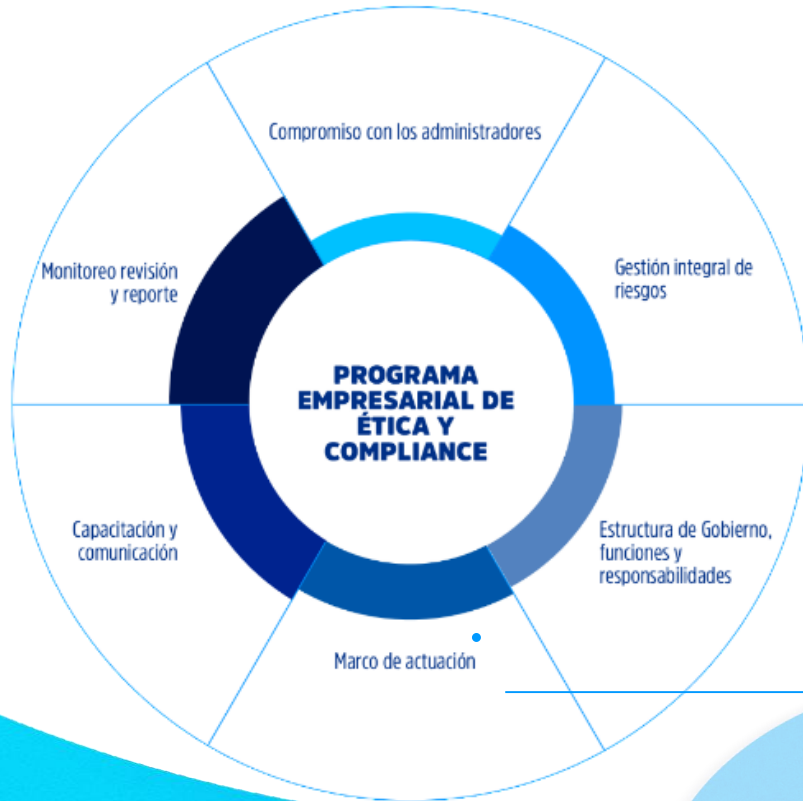 Compromiso con los administradores
Gestión integral de
riesgos
Estructura de Gobierno,
funciones y
responsabilidades
Marco de actuación
Capacitación y
comunicación
Monitoreo revisión
y reporte
PROGRAMA
EMPRESARIAL DE
ÉTICA Y
COMPLIANCE